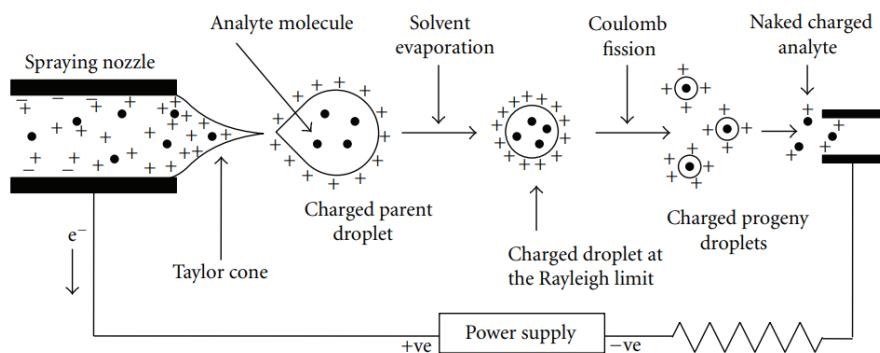 Analyte molecule
Solvent
evaporation
Coulomb
fission
Naked charged
analyte
Spraying nozzle
Charged parent
droplet
Charged progeny
droplets
e−
Taylor cone
Charged droplet at
the Rayleigh limit
+ve
Power supply
−ve